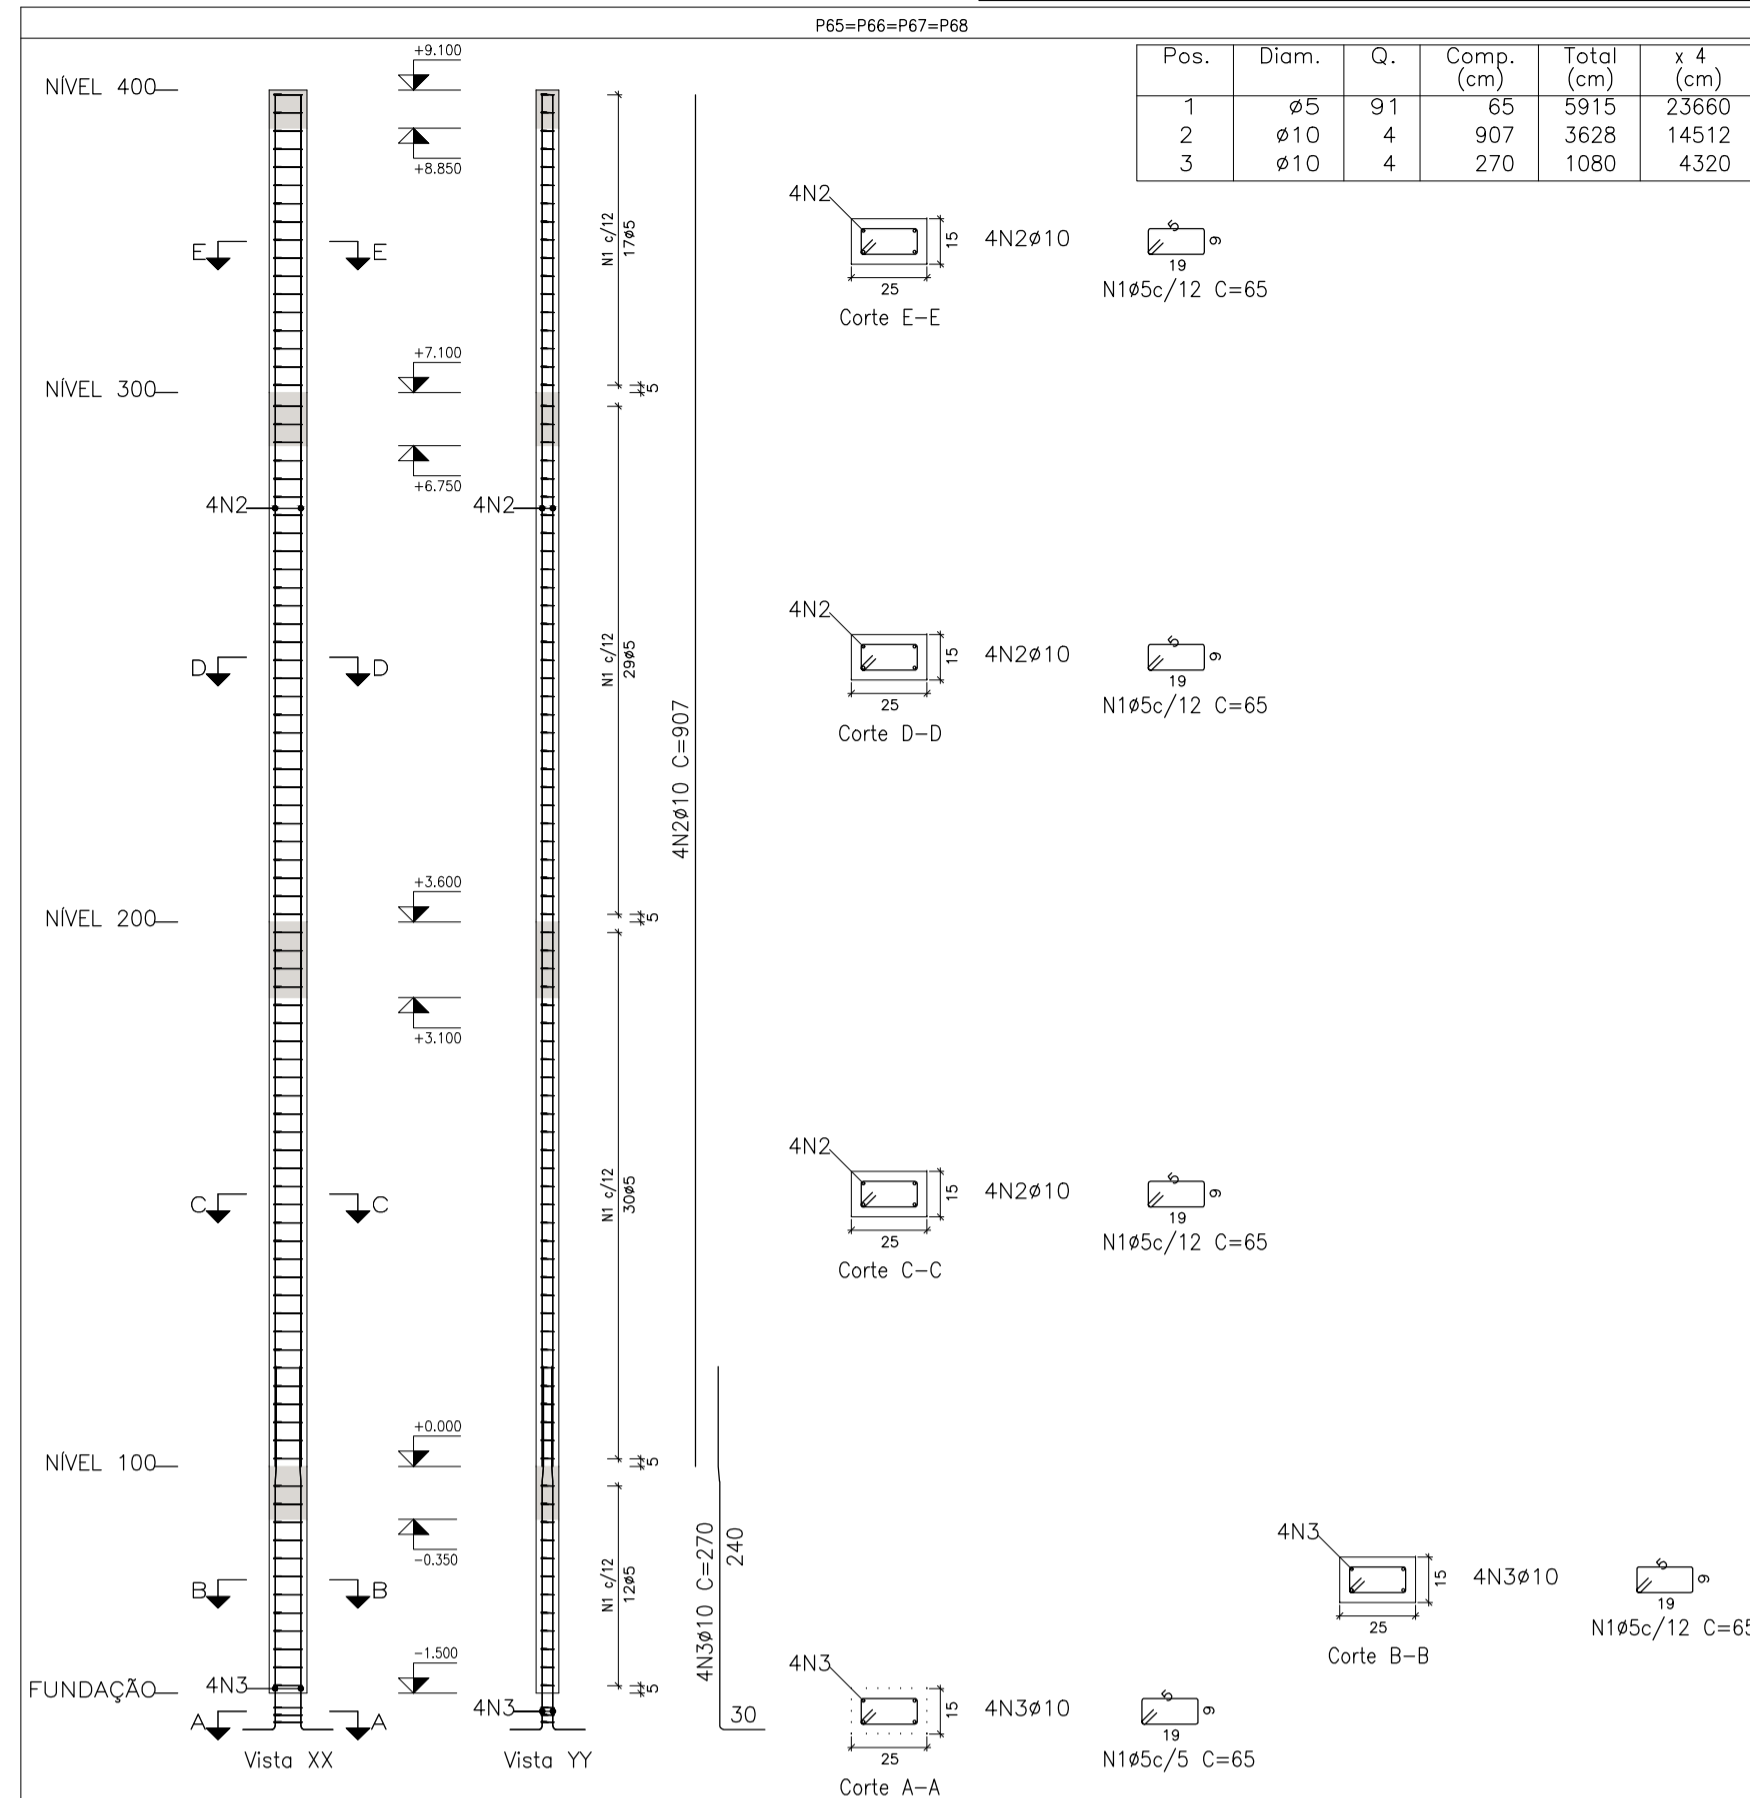 P65=P66=P67=P68
Pos. Diam. Q. Comp. (cm) Total (cm) x 4 (cm)
1 ø5 91 65 5915 23660
2 ø10 4 907 3628 14512
3 ø10 4 270 1080 4320
+9.100
NÍVEL 400
+8.850
E E
N1 c/12
17ø5
4N2
15
25
4N2ø10
Corte E-E
5
9
19
N1ø5c/12 C=65
+7.100
NÍVEL 300
5
+6.750
4N2
4N2
D D
N1 c/12
29ø5
4N2ø10 C=907
4N2
15
25
4N2ø10
Corte D-D
5
9
19
N1ø5c/12 C=65
+3.600
NÍVEL 200
5
+3.100
C C
N1 c/12
30ø5
4N2
15
25
4N2ø10
Corte C-C
5
9
19
N1ø5c/12 C=65
+0.000
NÍVEL 100
5
-0.350
B B
N1 c/12
12ø5
4N3ø10 C=270
240
4N3
15
25
4N3ø10
Corte B-B
5
9
19
N1ø5c/12 C=65
-1.500
FUNDAÇÃO
4N3
4N3
5
30
A A
Vista XX
Vista YY
4N3
15
25
4N3ø10
Corte A-A
5
9
19
N1ø5c/5 C=65